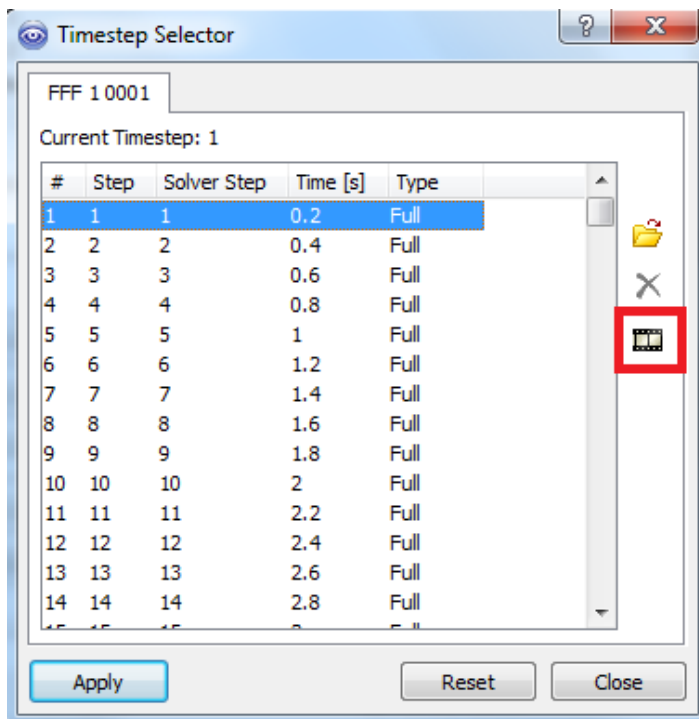 Timestep Selector
FFF 1 0001
Current Timestep: 1
# Step Solver Step Time [s] Type
1 1 1 0.2 Full
2 2 2 0.4 Full
3 3 3 0.6 Full
4 4 4 0.8 Full
5 5 5 1 Full
6 6 6 1.2 Full
7 7 7 1.4 Full
8 8 8 1.6 Full
9 9 9 1.8 Full
10 10 10 2 Full
11 11 11 2.2 Full
12 12 12 2.4 Full
13 13 13 2.6 Full
14 14 14 2.8 Full
Apply Reset Close